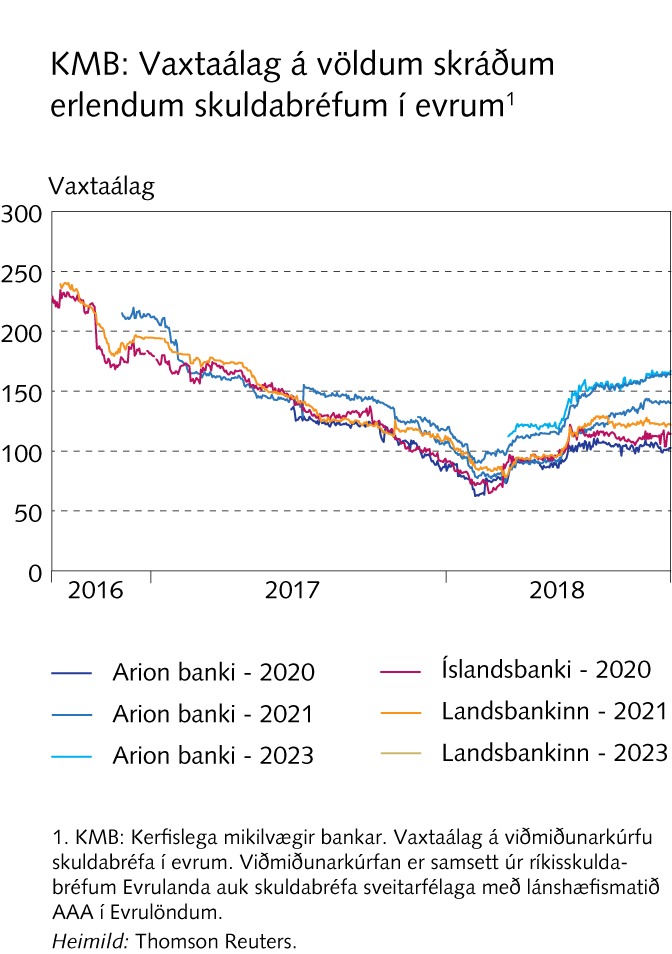 KMB: Vaxtaálag á völdum skráðum
erlendum skuldabréfum í evrum¹
Vaxtaálag
300
250
200
150
100
50
0
2016 2017 2018
Arion banki - 2020
Arion banki - 2021
Arion banki - 2023
Íslandsbanki - 2020
Landsbankinn - 2021
Landsbankinn - 2023
1. KMB: Kerfislega mikilvægir bankar. Vaxtaálag á viðmiðunarkúrfu
skuldabréfa í evrum. Viðmiðunarkúrfan er samsett úr ríkisskulda-
bréfum Evrulanda auk skuldabréfa sveitarfélaga með lánshæfismatið
AAA í Evrulöndum.
Heimild: Thomson Reuters.